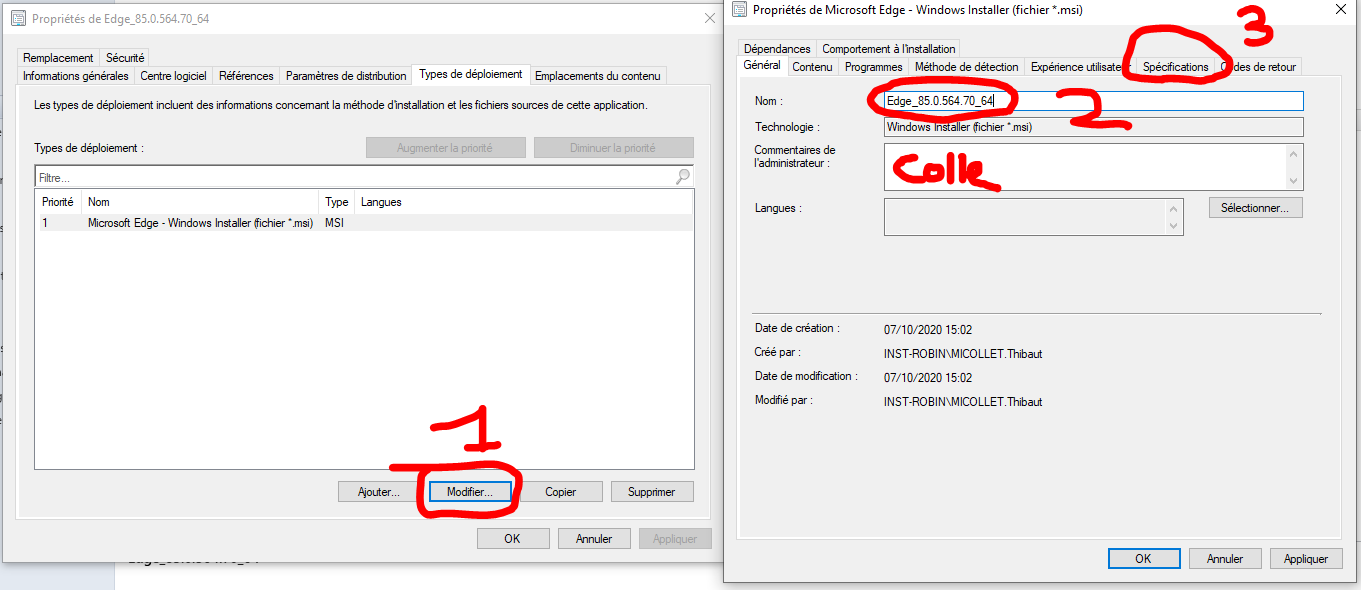 Propriétés de Edge_85.0.564.70_64
Remplacement Sécurité
Informations générales Centre logiciel Références Paramètres de distribution Types de déploiement Emplacements du contenu
Les types de déploiement incluent des informations concernant la méthode d'installation et les fichiers sources de cette application.
Types de déploiement :
Augmenter la priorité Diminuer la priorité
Filtre...
Priorité Nom Type Langues
1 Microsoft Edge - Windows Installer (fichier *.msi) MSI
1
Ajouter... Modifier... Copier Supprimer
OK Annuler Appliquer
Propriétés de Microsoft Edge - Windows Installer (fichier *.msi)
3
Dépendances Comportement à l'installation
Général Contenu Programmes Méthode de détection Expérience utilisateur Spécifications de retour
Nom : Edge_85.0.564.70_64
2
Technologie : Windows Installer (fichier *.msi)
Commentaires de
l'administrateur :
Colle
Langues :
Sélectionner...
Date de création : 07/10/2020 15:02
Créé par : INST-ROBIN\MICOLLET.Thibaut
Date de modification : 07/10/2020 15:02
Modifié par : INST-ROBIN\MICOLLET.Thibaut
OK Annuler Appliquer